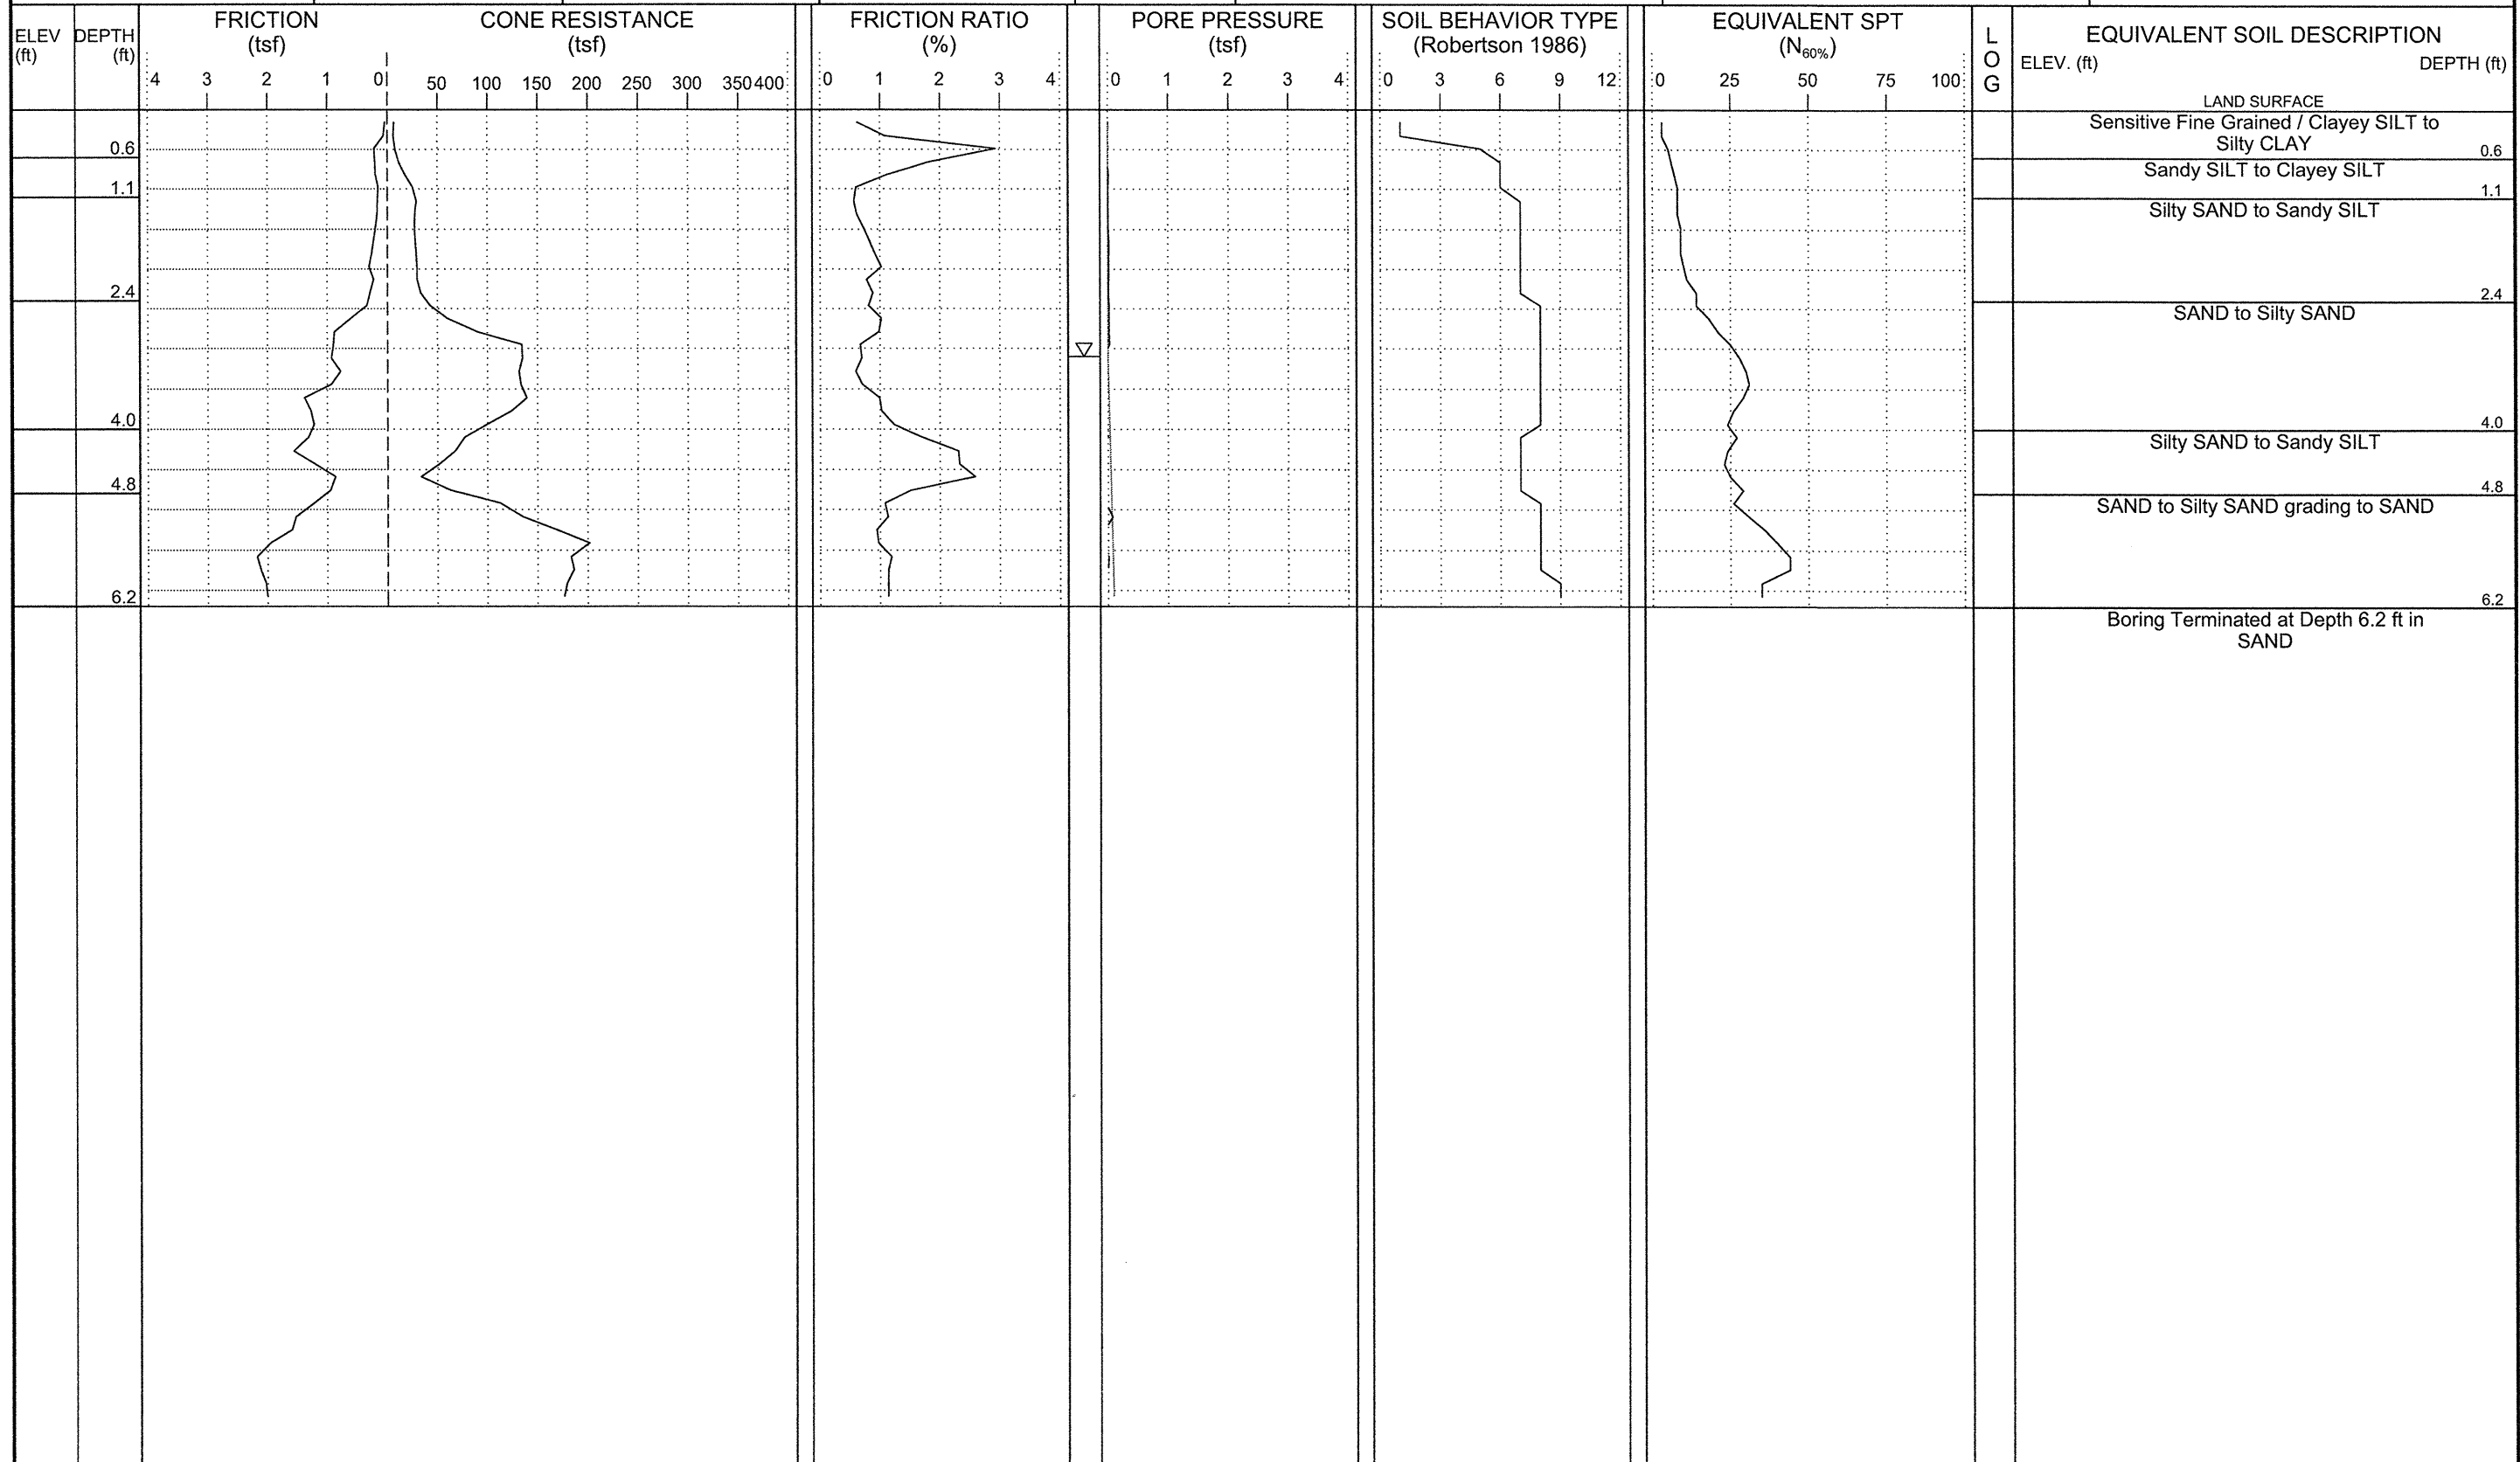 ELEV
(ft)
DEPTH
(ft)
FRICTION
(tsf)
4 3 2 1 0
CONE RESISTANCE
(tsf)
50 100 150 200 250 300 350 400
FRICTION RATIO
(%)
0 1 2 3 4
PORE PRESSURE
(tsf)
0 1 2 3 4
SOIL BEHAVIOR TYPE
(Robertson 1986)
0 3 6 9 12
EQUIVALENT SPT
(N60%)
0 25 50 75 100
L
O
G
EQUIVALENT SOIL DESCRIPTION
ELEV. (ft) DEPTH (ft)
LAND SURFACE
0.6
1.1
2.4
4.0
4.8
6.2
Sensitive Fine Grained / Clayey SILT to
Silty CLAY
0.6
Sandy SILT to Clayey SILT
1.1
Silty SAND to Sandy SILT
2.4
SAND to Silty SAND
4.0
Silty SAND to Sandy SILT
4.8
SAND to Silty SAND grading to SAND
6.2
Boring Terminated at Depth 6.2 ft in
SAND